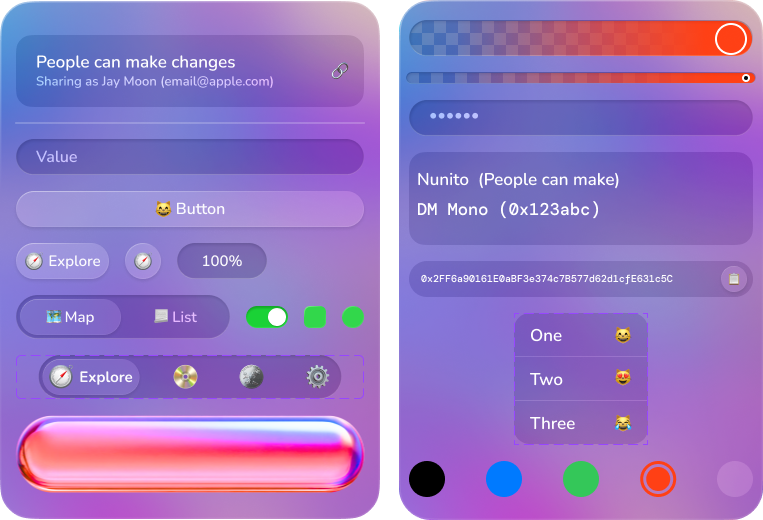 People can make changes
Sharing as Jay Moon (email@apple.com)
Value
Button
Explore
100%
Map
List
Explore
••••••
Nunito (People can make)
DM Mono (0x123abc)
0x2FF6a90161E0aBF3e374c7B577d62d1cfE631c5C
One
Two
Three